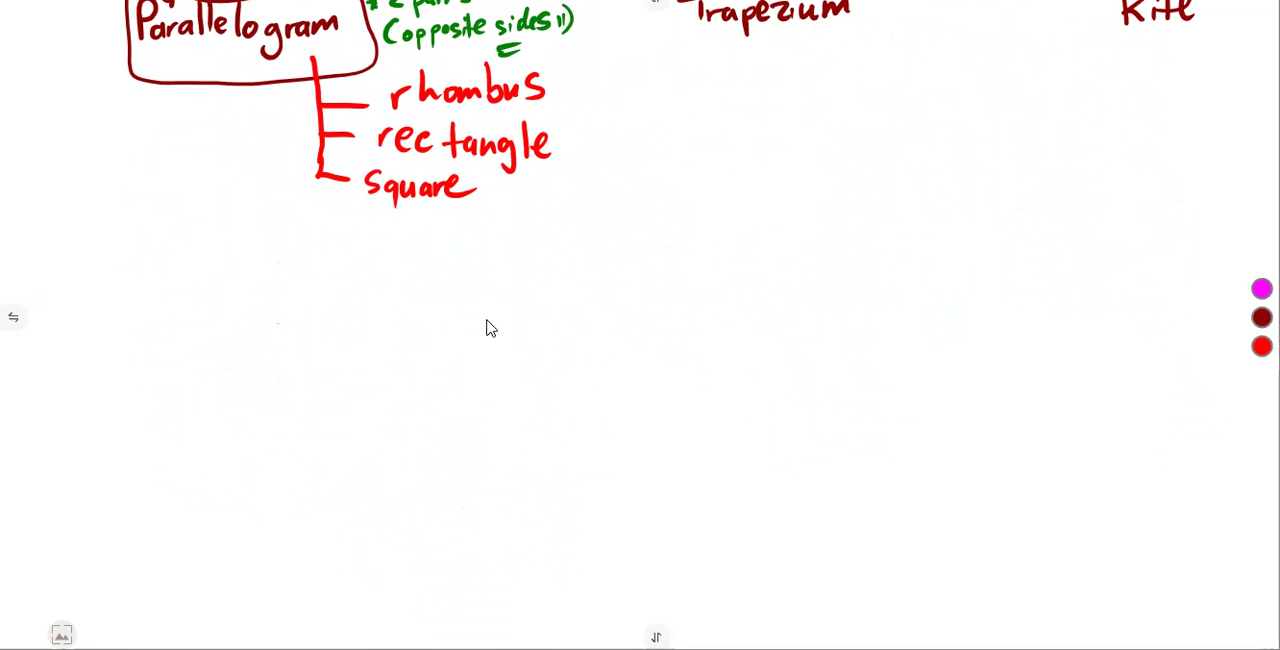 Parallelogram
(opposite sides //)
Trapezium
Kite
rhombus
rectangle
square